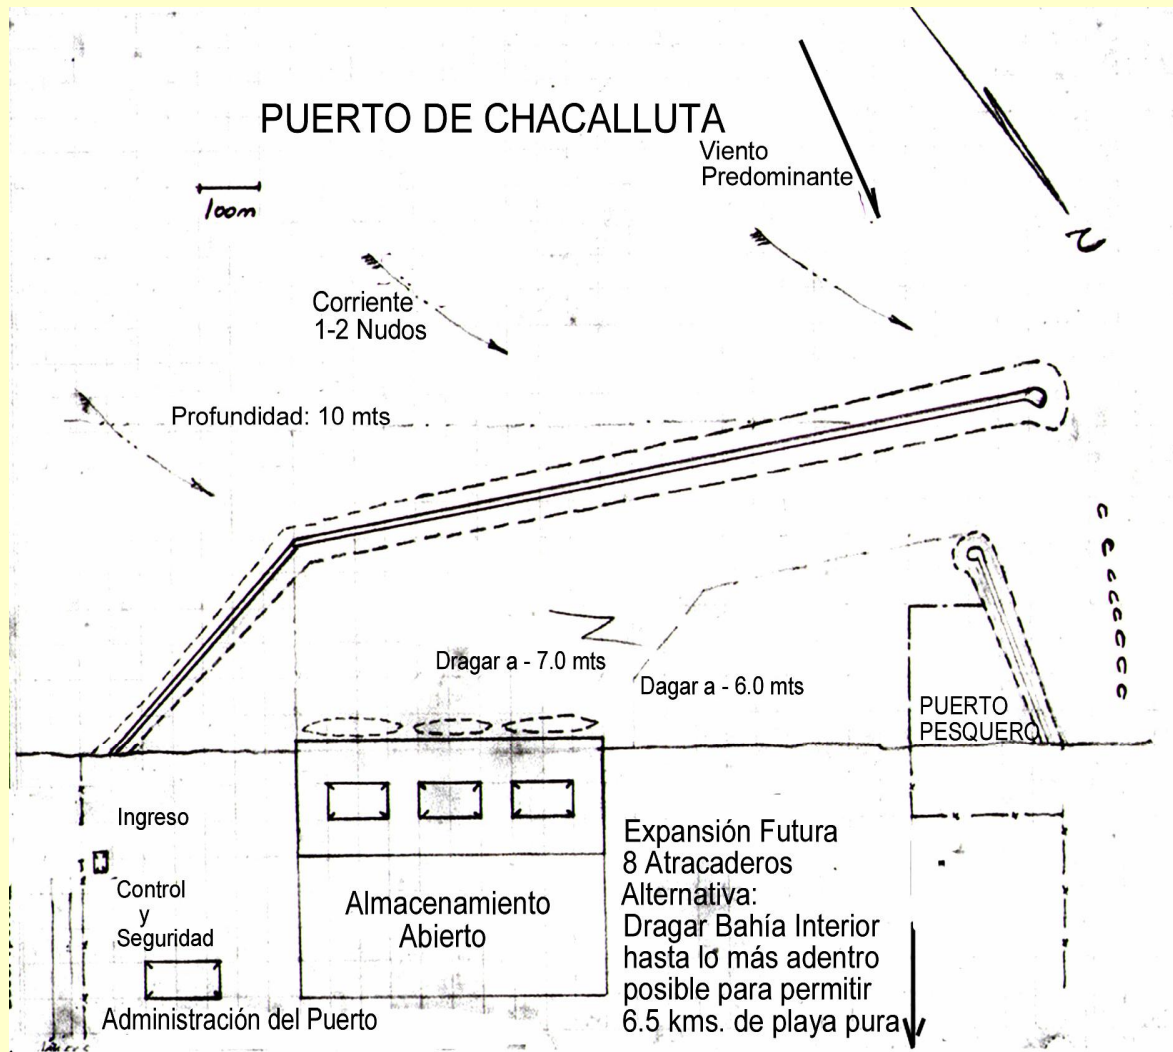 PUERTO DE CHACALLUTA
Viento
Predominante
100m
N
Corriente
1-2 Nudos
Profundidad: 10 mts
Dragar a - 7.0 mts
Dagar a - 6.0 mts
PUERTO
PESQUERO
Ingreso
Control
y
Seguridad
Administración del Puerto
Almacenamiento
Abierto
Expansión Futura
8 Atracaderos
Alternativa:
Dragar Bahía Interior
hasta lo más adentro
posible para permitir
6.5 kms. de playa pura